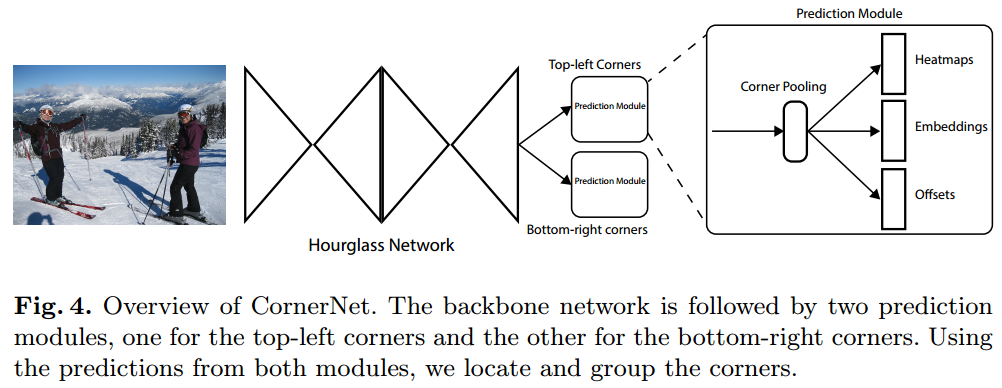 Prediction Module
Top-left Corners
Prediction Module
Prediction Module
Bottom-right corners
Hourglass Network
Corner Pooling
Heatmaps
Embeddings
Offsets
Fig. 4. Overview of CornerNet. The backbone network is followed by two prediction
modules, one for the top-left corners and the other for the bottom-right corners. Using
the predictions from both modules, we locate and group the corners.